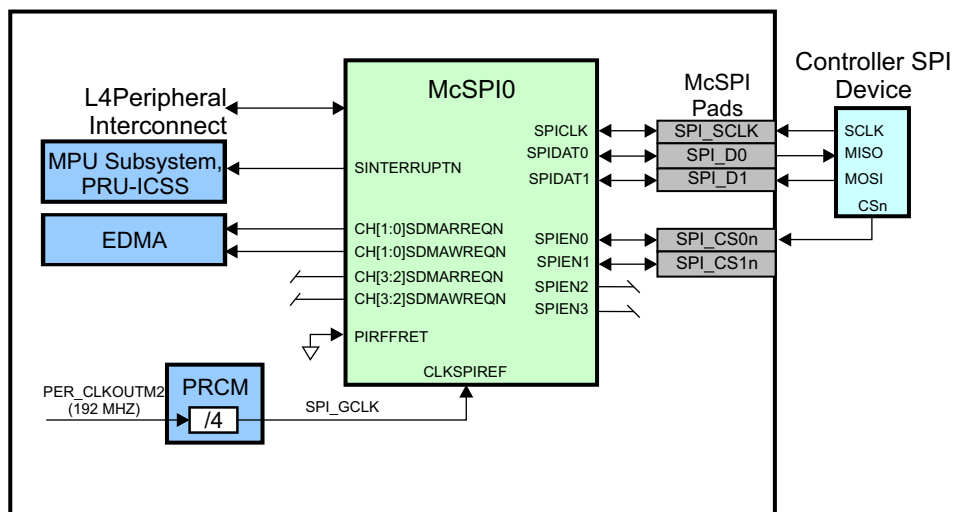 McSPI0
Controller SPI
Device
McSPI
Pads
L4Peripheral
Interconnect
MPU Subsystem,
PRU-ICSS
EDMA
SINTERRUPTN
CH[1:0]SDMARREQN
CH[1:0]SDMAWREQN
CH[3:2]SDMARREQN
CH[3:2]SDMAWREQN
PIRFFRET
CLKSPIREF
SPICLK
SPIDAT0
SPIDAT1
SPIEN0
SPIEN1
SPIEN2
SPIEN3
SPI_SCLK
SPI_D0
SPI_D1
SPI_CS0n
SPI_CS1n
SCLK
MISO
MOSI
CSn
PER_CLKOUTM2
(192 MHZ)
PRCM
/4
SPI_GCLK